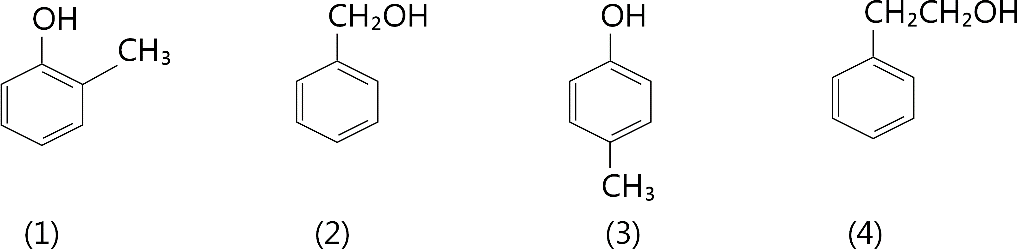 OH
CH₃
(1)
CH₂OH
(2)
OH
CH₃
(3)
CH₂CH₂OH
(4)